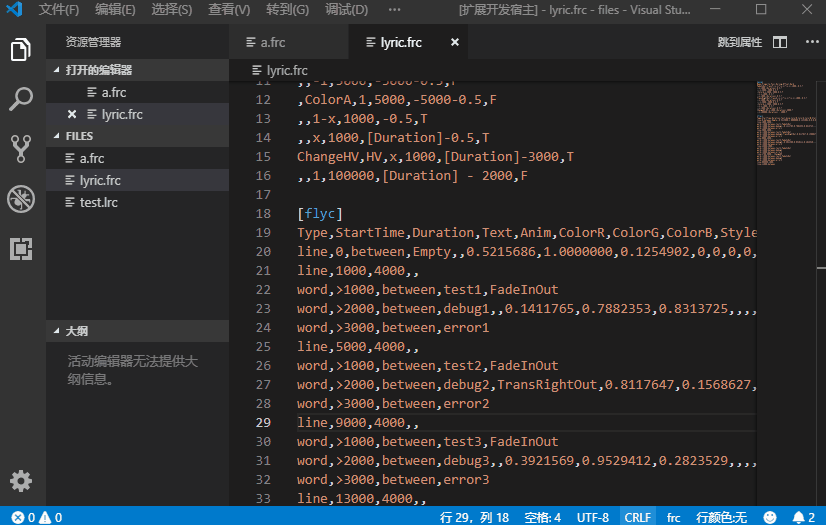 文件(F) 编辑(E) 选择(S) 查看(V) 转到(G) 调试(D) ··· [扩展开发宿主] - lyric.frc - files - Visual Stu...
资源管理器
a.frc
lyric.frc
跳到属性
打开的编辑器
a.frc
lyric.frc
FILES
a.frc
lyric.frc
test.lrc
大纲
活动编辑器无法提供大
纲信息。
lyric.frc
12 ,ColorA,1,5000,-5000-0.5,F
13 ,,1-x,1000,-0.5,T
14 ,,x,1000,[Duration]-0.5,T
15 ChangeHV,HV,x,1000,[Duration]-3000,T
16 ,,1,100000,[Duration] - 2000,F
17
18 [flyc]
19 Type,StartTime,Duration,Text,Anim,ColorR,ColorG,ColorB,Style
20 line,0,between,Empty,,0.5215686,1.0000000,0.1254902,0,0,0,0,
21 line,1000,4000,,
22 word,>1000,between,test1,FadeInOut
23 word,>2000,between,debug1,,0.1411765,0.7882353,0.8313725,,,,
24 word,>3000,between,error1
25 line,5000,4000,,
26 word,>1000,between,test2,FadeInOut
27 word,>2000,between,debug2,TransRightOut,0.8117647,0.1568627,
28 word,>3000,between,error2
29 line,9000,4000,,
30 word,>1000,between,test3,FadeInOut
31 word,>2000,between,debug3,,0.3921569,0.9529412,0.2823529,,,,
32 word,>3000,between,error3
33 line,13000,4000,,
0 0 行 29，列 18 空格: 4 UTF-8 CRLF frc 行颜色:无 2